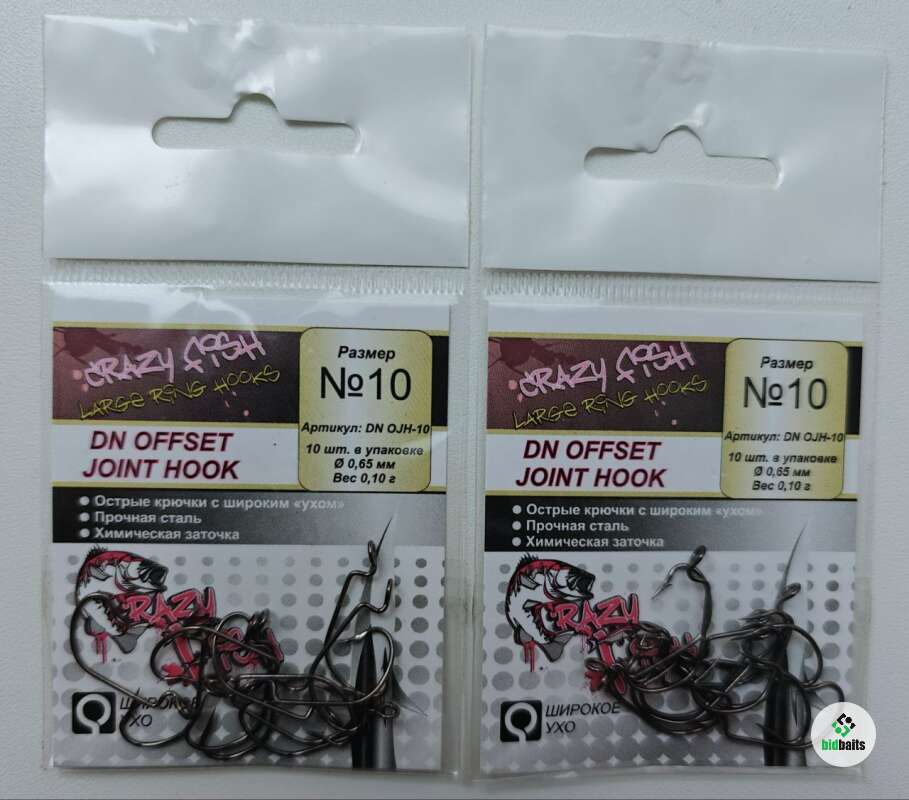 CRAZY FISH
LARGE RING HOOKS
DN OFFSET
JOINT HOOK
Размер
№10
Артикул: DN OJH-10
10 шт. в упаковке
Ø 0,65 мм
Вес 0,10 г
● Острые крючки с широким «ухом»
● Прочная сталь
● Химическая заточка
CRAZY
FISH
ШИРОКОЕ
УХО
CRAZY FISH
LARGE RING HOOKS
DN OFFSET
JOINT HOOK
Размер
№10
Артикул: DN OJH-10
10 шт. в упаковке
Ø 0,65 мм
Вес 0,10 г
● Острые крючки с широким «ухом»
● Прочная сталь
● Химическая заточка
CRAZY
FISH
ШИРОКОЕ
УХО
bidbaits